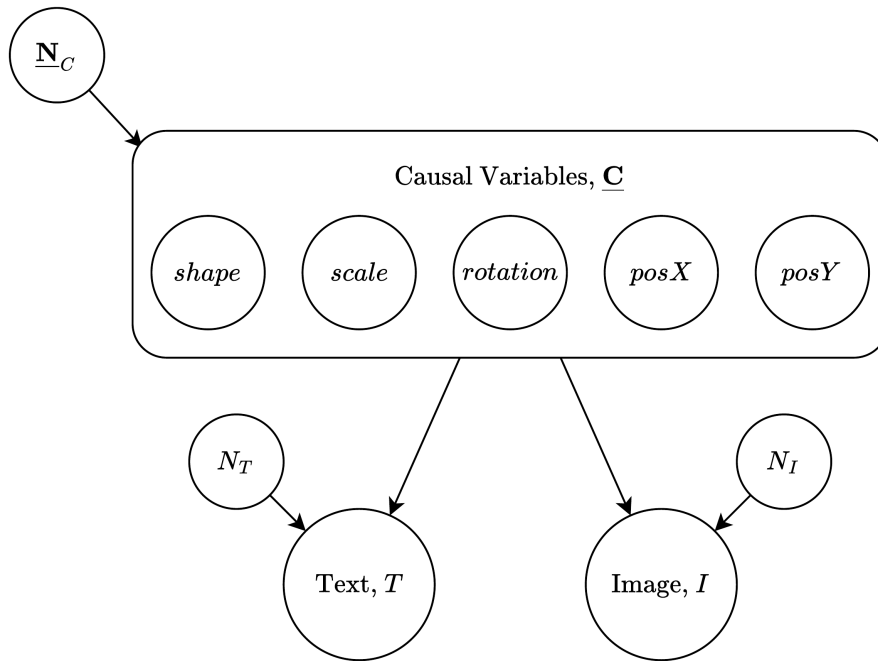 N_C
Causal Variables, C
shape scale rotation posX posY
N_T N_I
Text, T Image, I